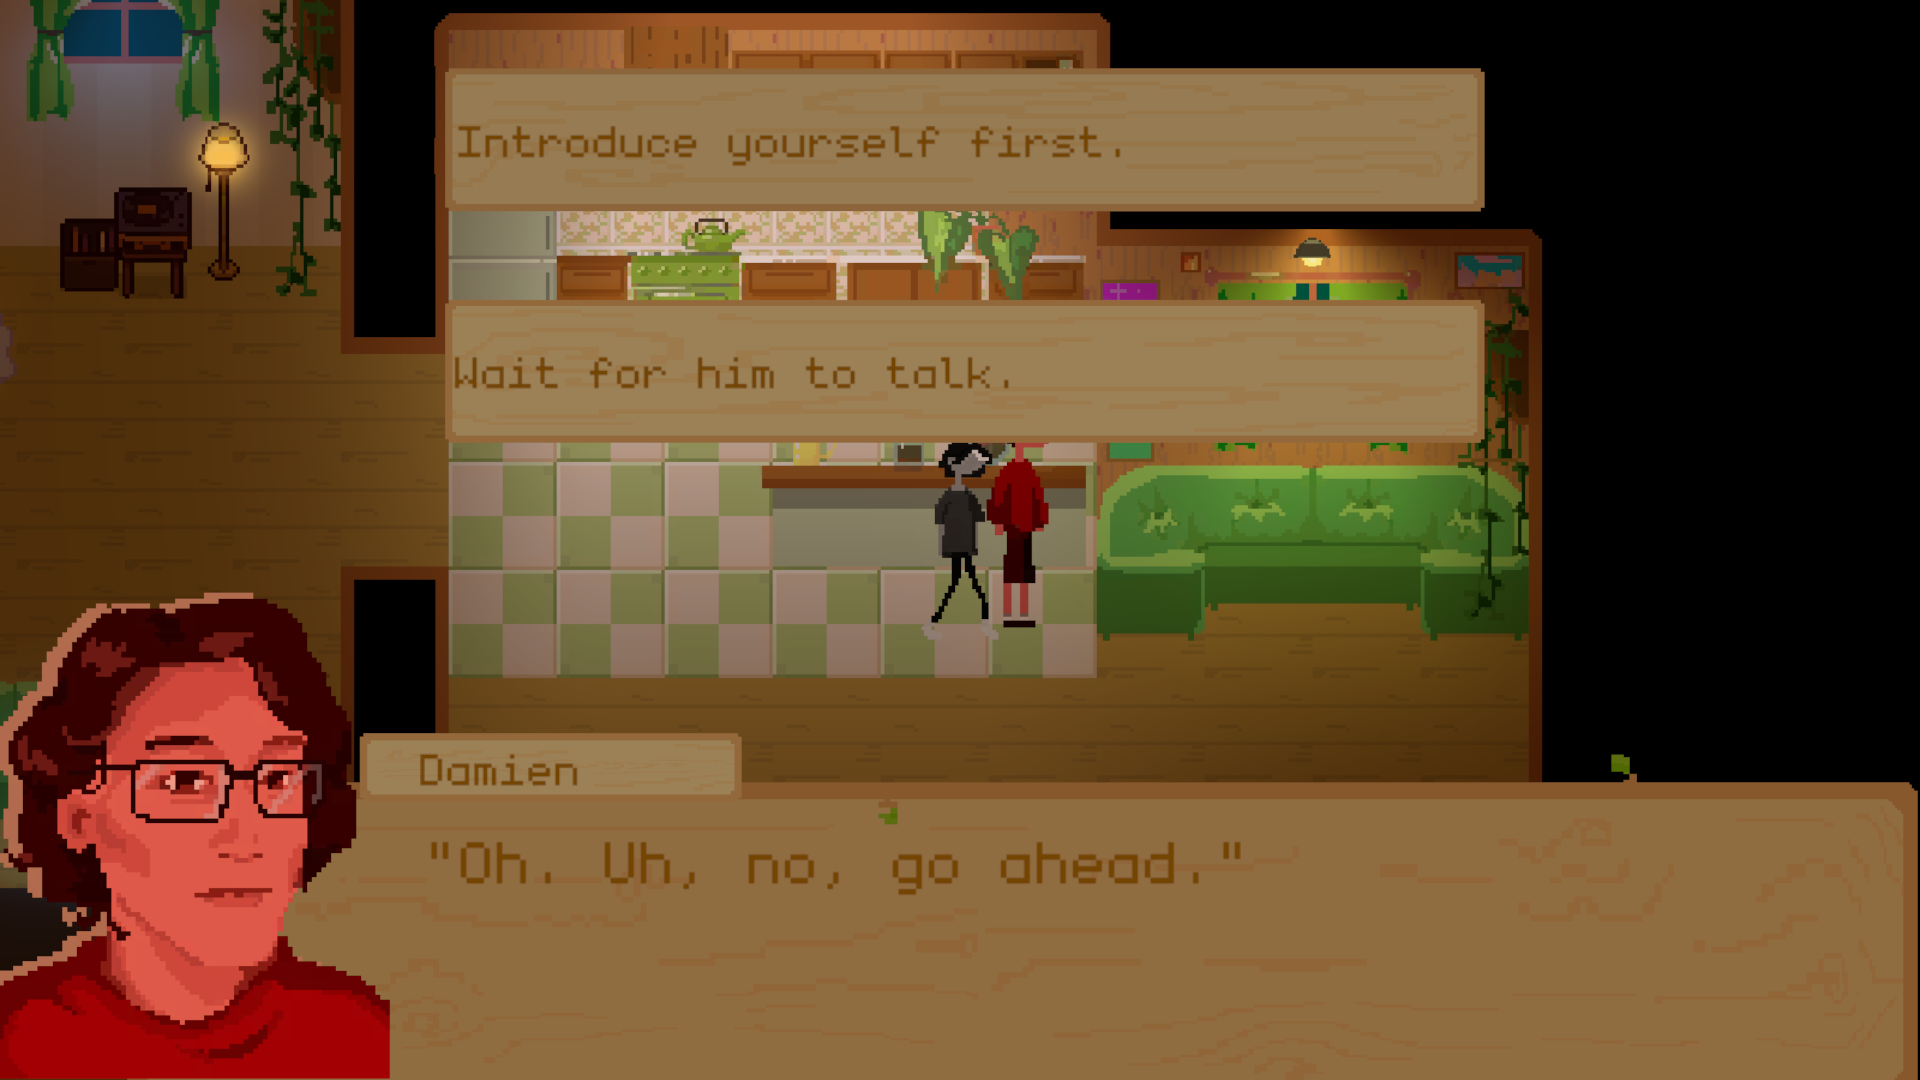 Introduce yourself first.
Wait for him to talk.
Damien
"Oh. Uh, no, go ahead."